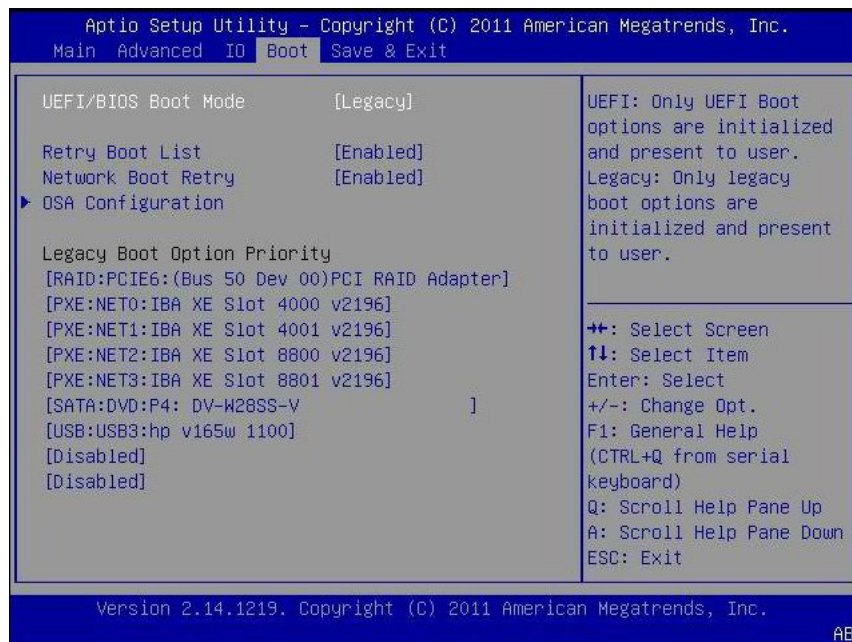 Aptio Setup Utility – Copyright (C) 2011 American Megatrends, Inc.
Main Advanced IO Boot Save & Exit
UEFI/BIOS Boot Mode [Legacy]
Retry Boot List [Enabled]
Network Boot Retry [Enabled]
▶ OSA Configuration
Legacy Boot Option Priority
[RAID:PCIE6:(Bus 50 Dev 00)PCI RAID Adapter]
[PXE:NET0:IBA XE Slot 4000 v2196]
[PXE:NET1:IBA XE Slot 4001 v2196]
[PXE:NET2:IBA XE Slot 8800 v2196]
[PXE:NET3:IBA XE Slot 8801 v2196]
[SATA:DVD:P4: DV-W28SS-V ]
[USB:USB3:hp v165w 1100]
[Disabled]
[Disabled]
UEFI: Only UEFI Boot
options are initialized
and present to user.
Legacy: Only legacy
boot options are
initialized and present
to user.
→←: Select Screen
↑↓: Select Item
Enter: Select
+/-: Change Opt.
F1: General Help
(CTRL+Q from serial
keyboard)
Q: Scroll Help Pane Up
A: Scroll Help Pane Down
ESC: Exit
Version 2.14.1219. Copyright (C) 2011 American Megatrends, Inc.